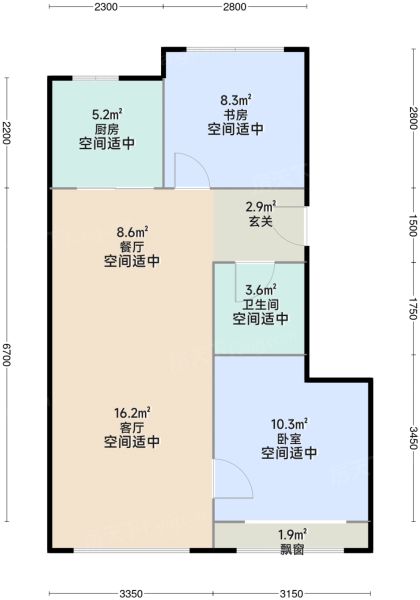 2300
2800
5.2㎡
厨房
空间适中
8.3㎡
书房
空间适中
2200
2800
2.9㎡
玄关
1500
8.6㎡
餐厅
空间适中
3.6㎡
卫生间
空间适中
1750
6700
16.2㎡
客厅
空间适中
10.3㎡
卧室
空间适中
3450
1.9㎡
飘窗
3350
3150